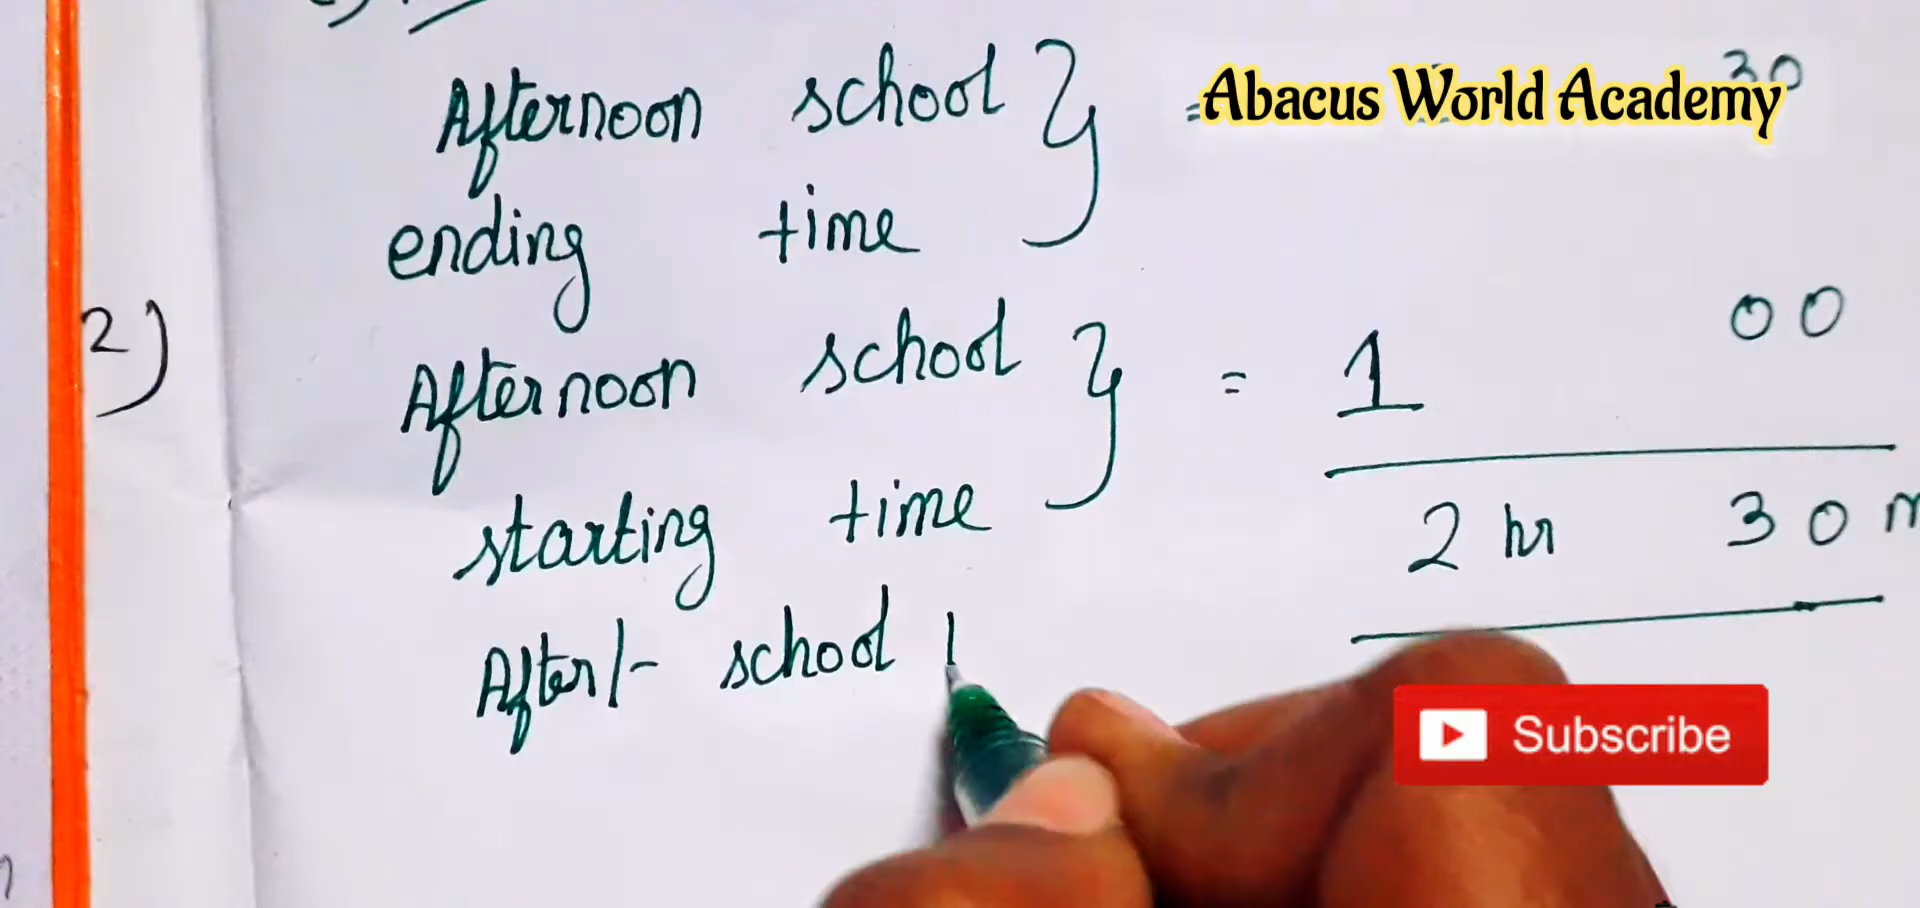 Afternoon school } = Abacus World Academy 30
ending time
2)
Afternoon school } = 1 00
starting time
2 hr 30 m
After/- school
Subscribe